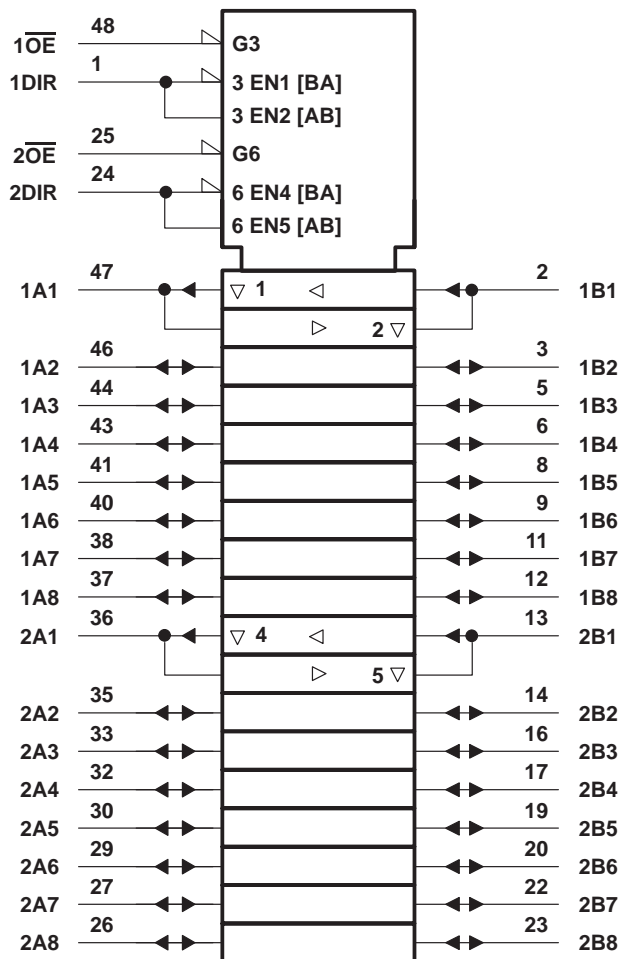 1O̅E̅ 48 G3
1DIR 1 3 EN1 [BA]
3 EN2 [AB]
2O̅E̅ 25 G6
2DIR 24 6 EN4 [BA]
6 EN5 [AB]
1A1 47 1 2 1B1
2
1A2 46 3 1B2
1A3 44 5 1B3
1A4 43 6 1B4
1A5 41 8 1B5
1A6 40 9 1B6
1A7 38 11 1B7
1A8 37 12 1B8
2A1 36 4 13 2B1
5
2A2 35 14 2B2
2A3 33 16 2B3
2A4 32 17 2B4
2A5 30 19 2B5
2A6 29 20 2B6
2A7 27 22 2B7
2A8 26 23 2B8